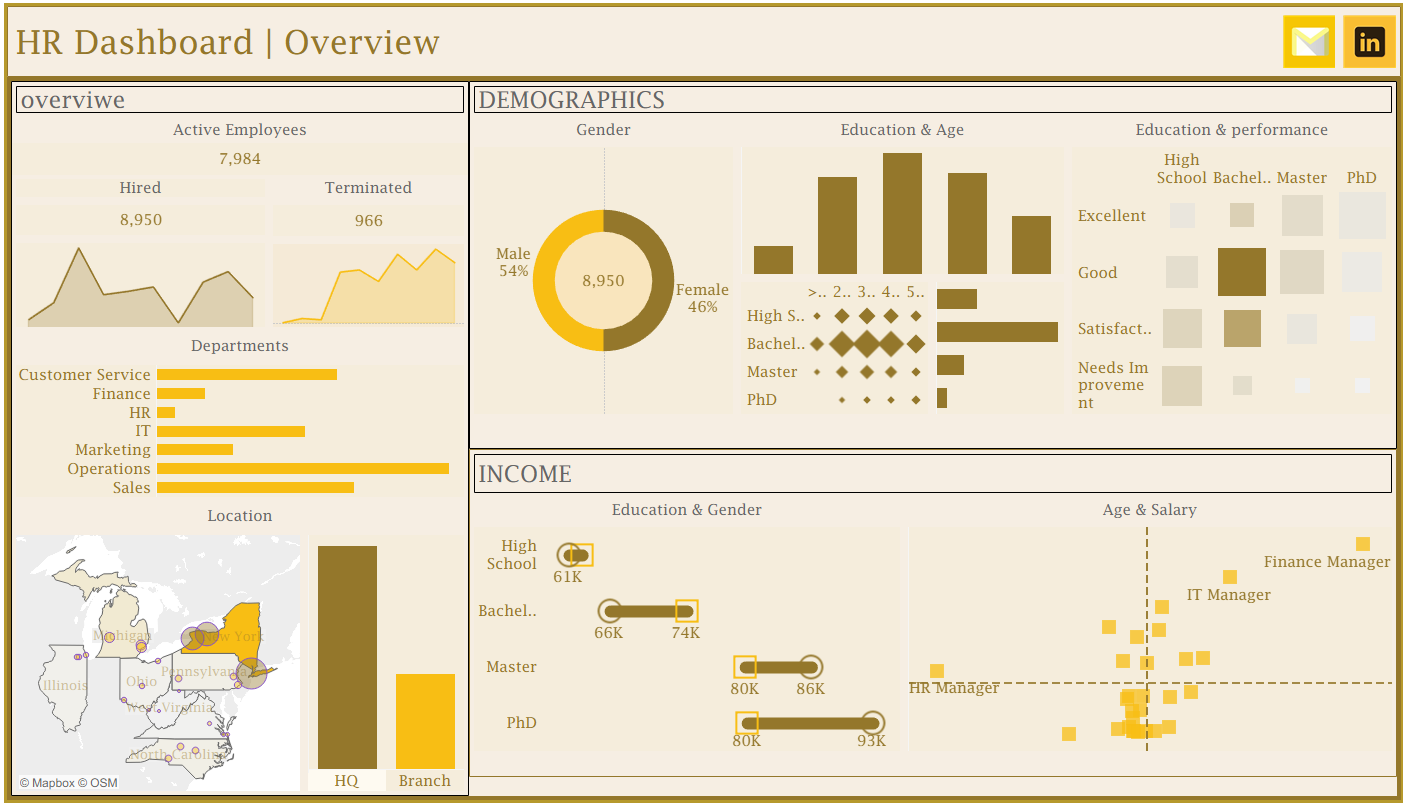 HR Dashboard | Overview
in
overviwe
Active Employees
7,984
Hired
Terminated
8,950
966
Departments
Customer Service
Finance
HR
IT
Marketing
Operations
Sales
Location
Michigan
New York
Illinois
Ohio
Pennsylvania
West Virginia
North Carolina
© Mapbox © OSM
HQ
Branch
DEMOGRAPHICS
Gender
Male
54%
8,950
Female
46%
Education & Age
>.. 2.. 3.. 4.. 5..
High S..
Bachel..
Master
PhD
Education & performance
High
School Bachel.. Master PhD
Excellent
Good
Satisfact..
Needs Im
proveme
nt
INCOME
Education & Gender
High
School
61K
Bachel..
66K 74K
Master
80K 86K
PhD
80K 93K
Age & Salary
Finance Manager
IT Manager
HR Manager